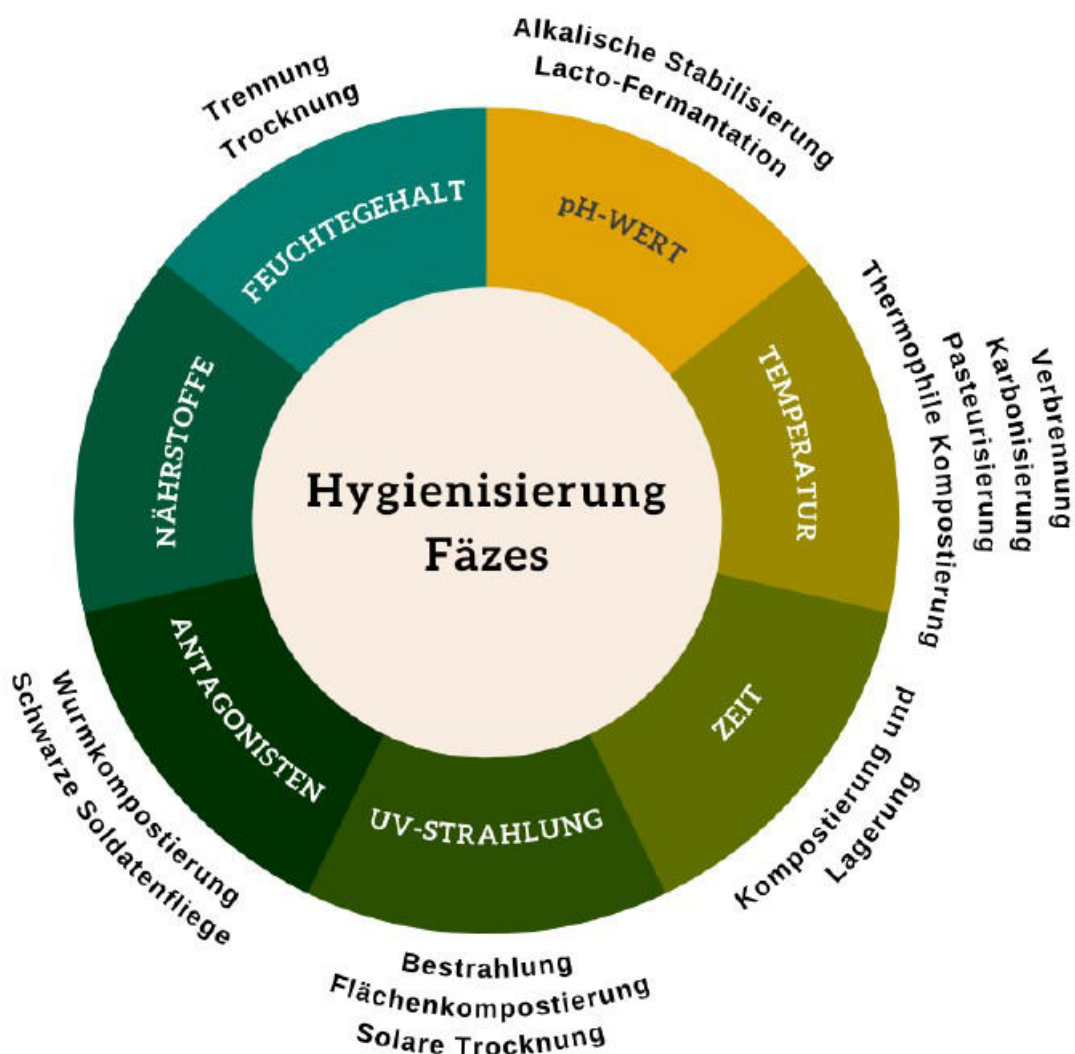 Hygienisierung
Fäzes
pH-WERT
Alkalische Stabilisierung
Lacto-Fermantation
TEMPERATUR
Verbrennung
Karbonisierung
Pasteurisierung
Thermophile Kompostierung
ZEIT
Kompostierung und
Lagerung
UV-STRAHLUNG
Bestrahlung
Flächenkompostierung
Solare Trocknung
ANTAGONISTEN
Wurmkompostierung
Schwarze Soldatenfliege
NÄHRSTOFFE
FEUCHTEGEHALT
Trennung
Trocknung